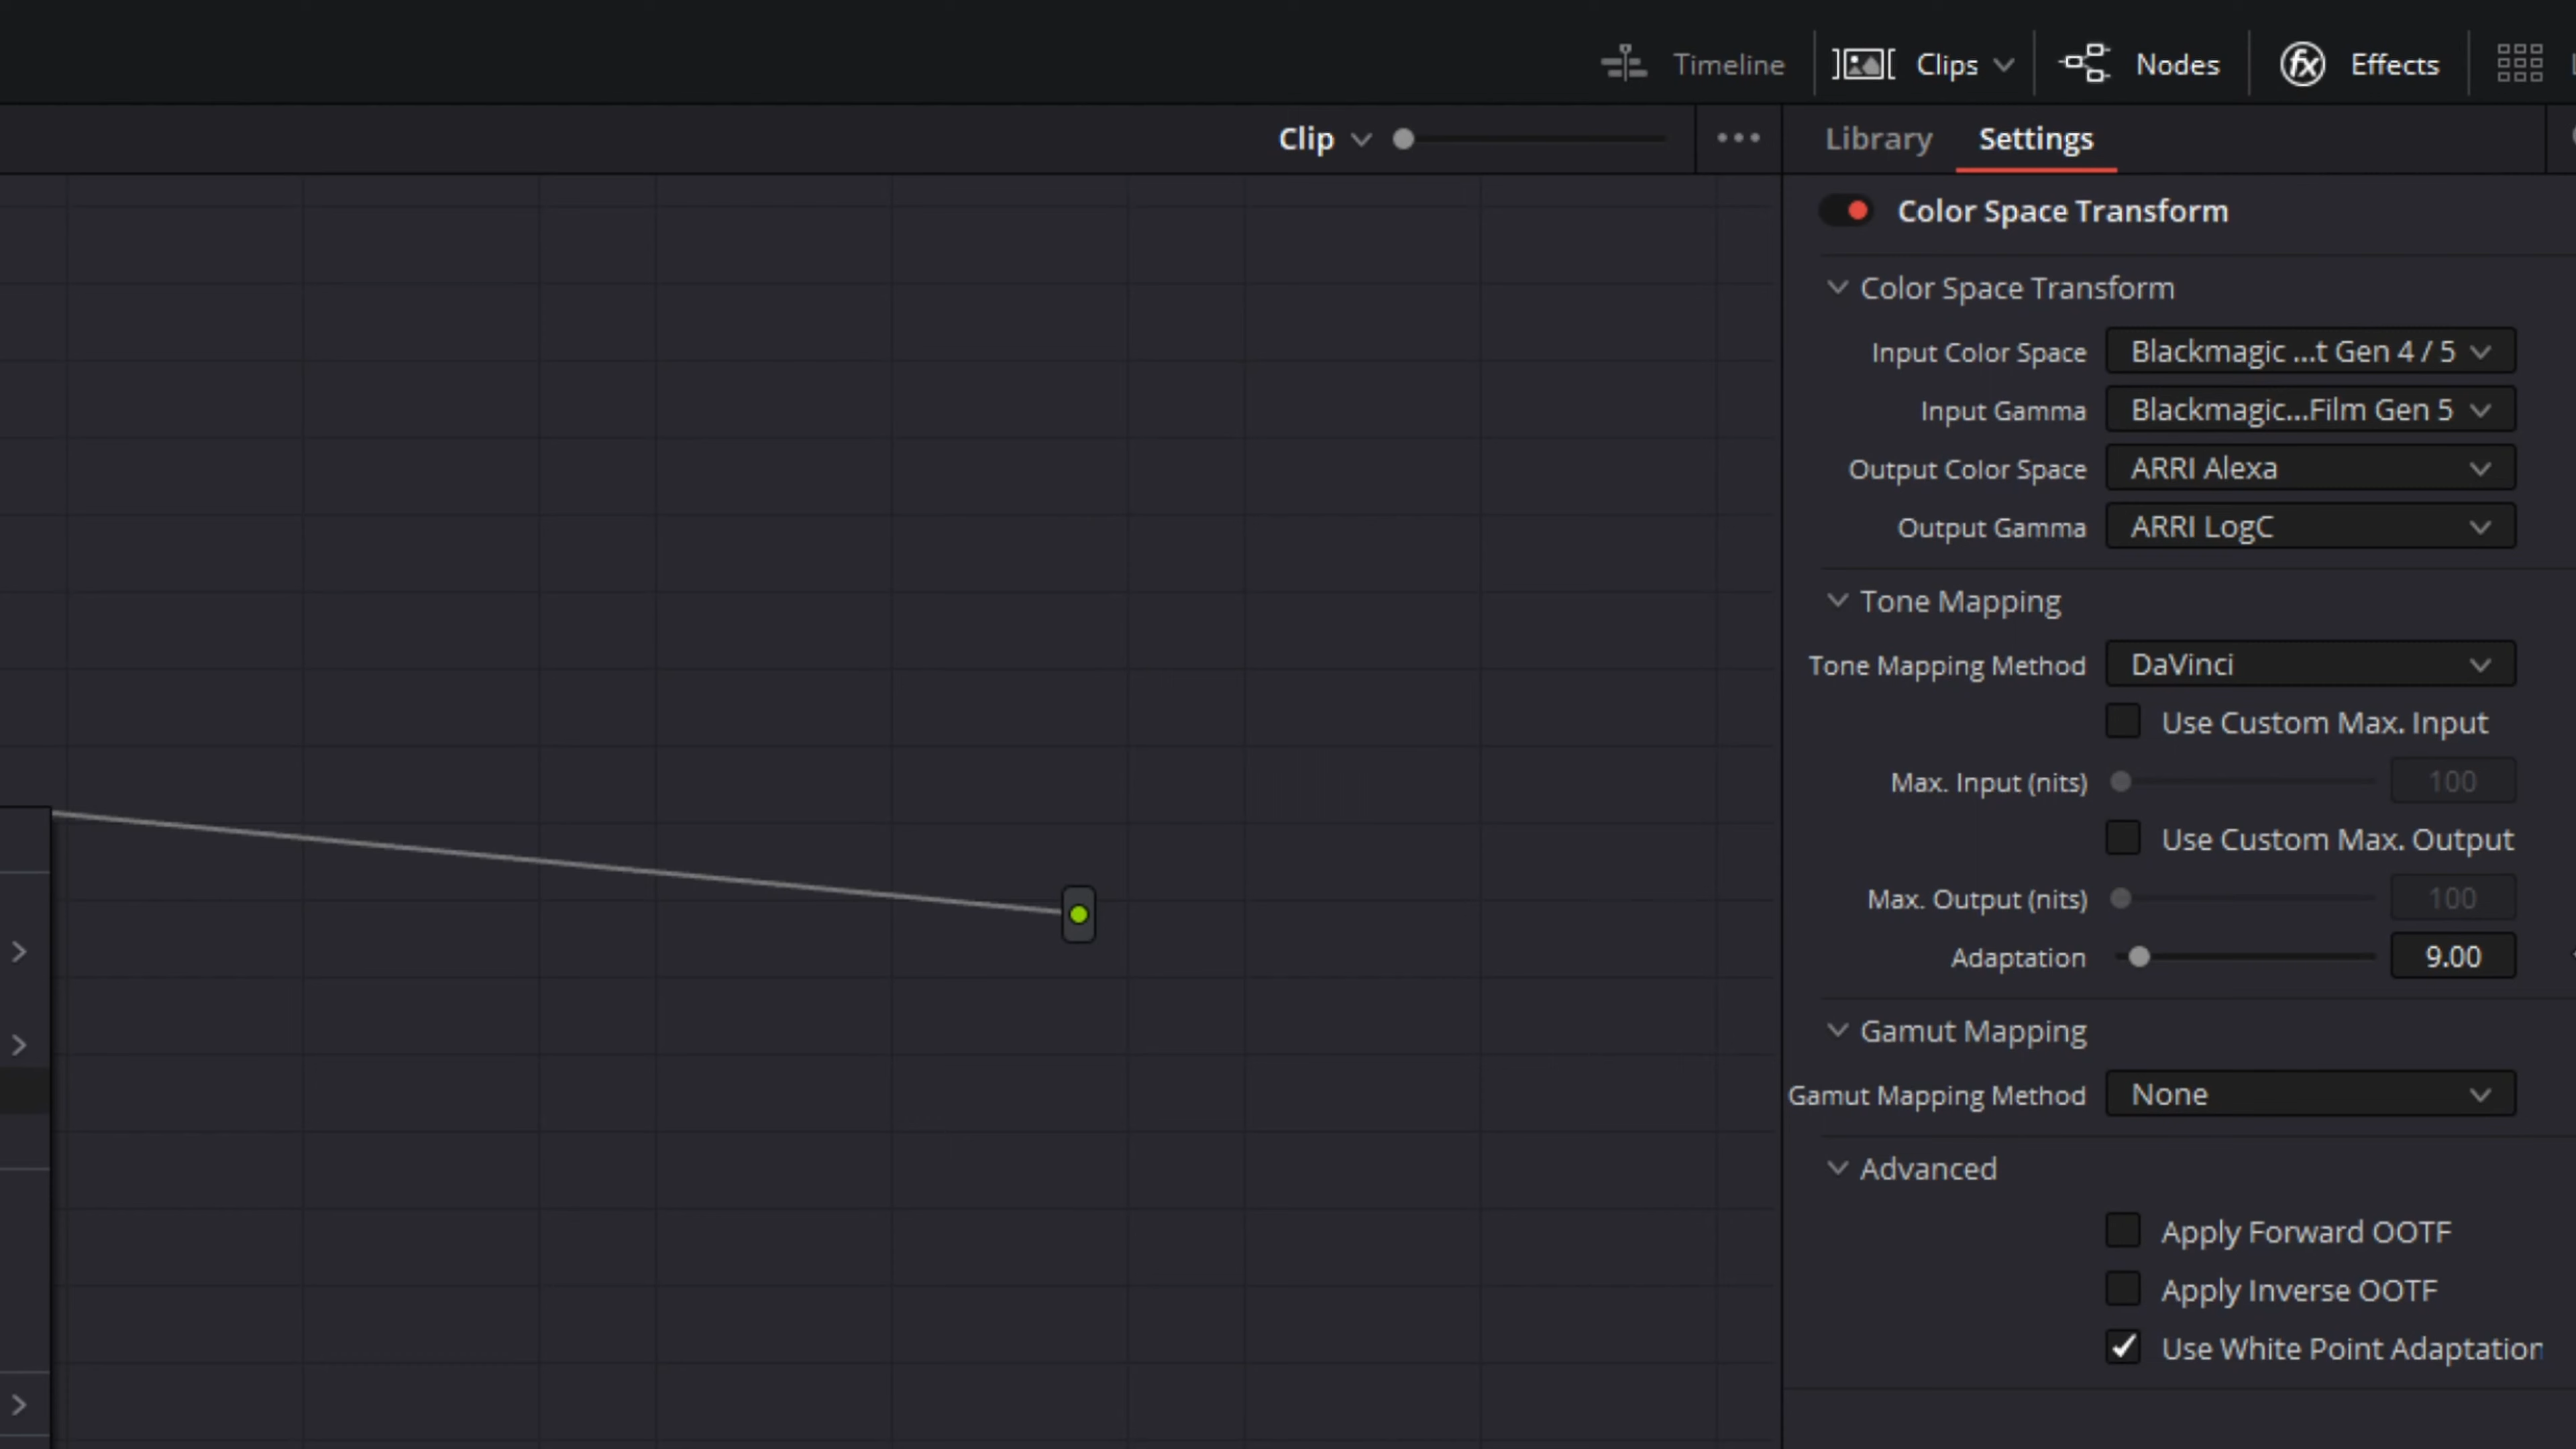 Timeline Clips Nodes Effects
Clip
Library Settings
Color Space Transform
Color Space Transform
Input Color Space Blackmagic ...t Gen 4 / 5
Input Gamma Blackmagic...Film Gen 5
Output Color Space ARRI Alexa
Output Gamma ARRI LogC
Tone Mapping
Tone Mapping Method DaVinci
Use Custom Max. Input
Max. Input (nits) 100
Use Custom Max. Output
Max. Output (nits) 100
Adaptation 9.00
Gamut Mapping
Gamut Mapping Method None
Advanced
Apply Forward OOTF
Apply Inverse OOTF
Use White Point Adaptation